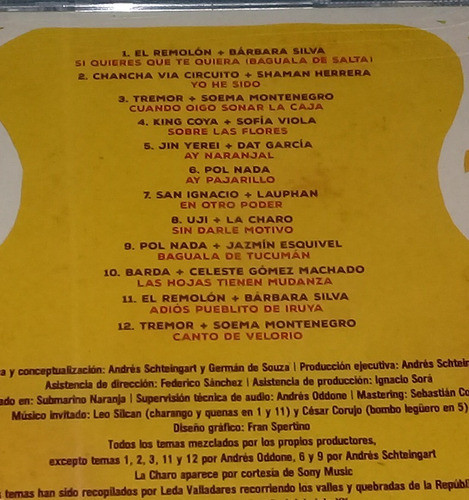 1. EL REMOLÓN + BÁRBARA SILVA
SI QUIERES QUE TE QUIERA (BAGUALA DE SALTA)
2. CHANCHA VIA CIRCUITO + SHAMAN HERRERA
YO HE SIDO
3. TREMOR + SOEMA MONTENEGRO
CUANDO OIGO SONAR LA CAJA
4. KING COYA + SOFÍA VIOLA
SOBRE LAS FLORES
5. JIN YEREI + DAT GARCÍA
AY NARANJAL
6. POL NADA
AY PAJARILLO
7. SAN IGNACIO + LAUPHAN
EN OTRO PODER
8. UJI + LA CHARO
SIN DARLE MOTIVO
9. POL NADA + JAZMÍN ESQUIVEL
BAGUALA DE TUCUMÁN
10. BARDA + CELESTE GÓMEZ MACHADO
LAS HOJAS TIENEN MUDANZA
11. EL REMOLÓN + BÁRBARA SILVA
ADIÓS PUEBLITO DE IRUYA
12. TREMOR + SOEMA MONTENEGRO
CANTO DE VELORIO
a y conceptualización: Andrés Schteingart y Germán de Souza | Producción ejecutiva: Andrés Schtein
Asistencia de dirección: Federico Sánchez | Asistencia de producción: Ignacio Sorá
ado en: Submarino Naranja | Supervisión técnica de audio: Andrés Oddone | Mastering: Sebastián Co
Músico invitado: Leo Silcan (charango y quenas en 1 y 11) y César Corujo (bombo legüero en 5)
Diseño gráfico: Fran Spertino
Todos los temas mezclados por los propios productores,
excepto temas 1, 2, 3, 11 y 12 por Andrés Oddone, 6 y 9 por Andrés Schteingart
La Charo aparece por cortesía de Sony Music
s temas han sido recopilados por Leda Valladares recorriendo los valles y quebradas de la Repúbl